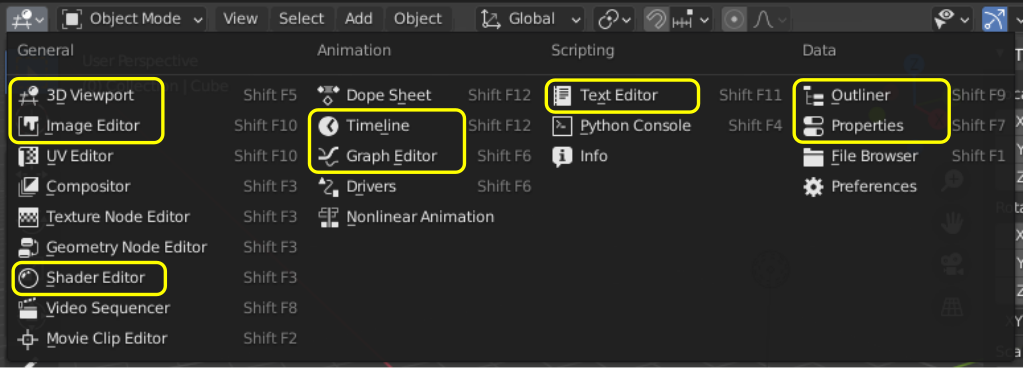 Object Mode View Select Add Object Global
General
3D Viewport Shift F5
Image Editor Shift F10
UV Editor Shift F10
Compositor Shift F3
Texture Node Editor Shift F3
Geometry Node Editor Shift F3
Shader Editor Shift F3
Video Sequencer Shift F8
Movie Clip Editor Shift F2
Animation
Dope Sheet Shift F12
Timeline Shift F12
Graph Editor Shift F6
Drivers Shift F6
Nonlinear Animation
Scripting
Text Editor Shift F11
Python Console Shift F4
Info
Data
Outliner Shift F9
Properties Shift F7
File Browser Shift F1
Preferences
User Perspective
| Cube